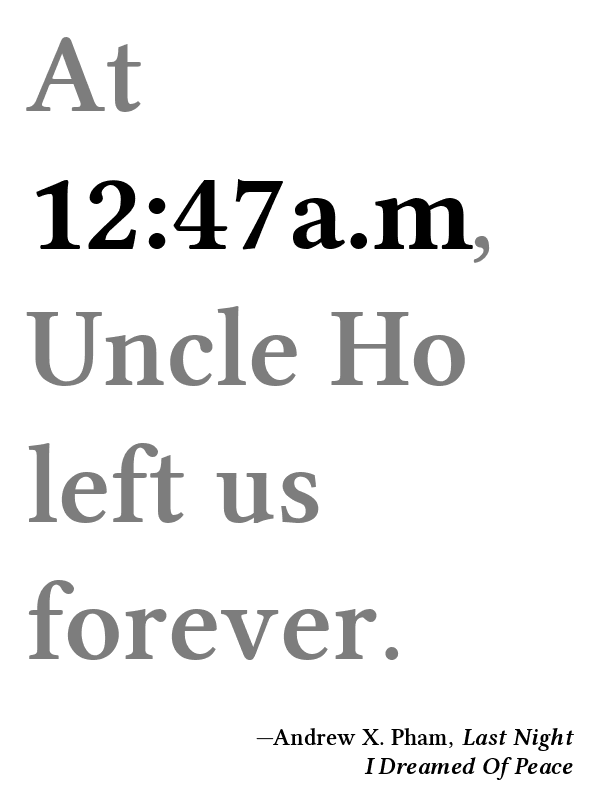 At
12:47a.m,
Uncle Ho
left us
forever.
—Andrew X. Pham, Last Night
I Dreamed Of Peace